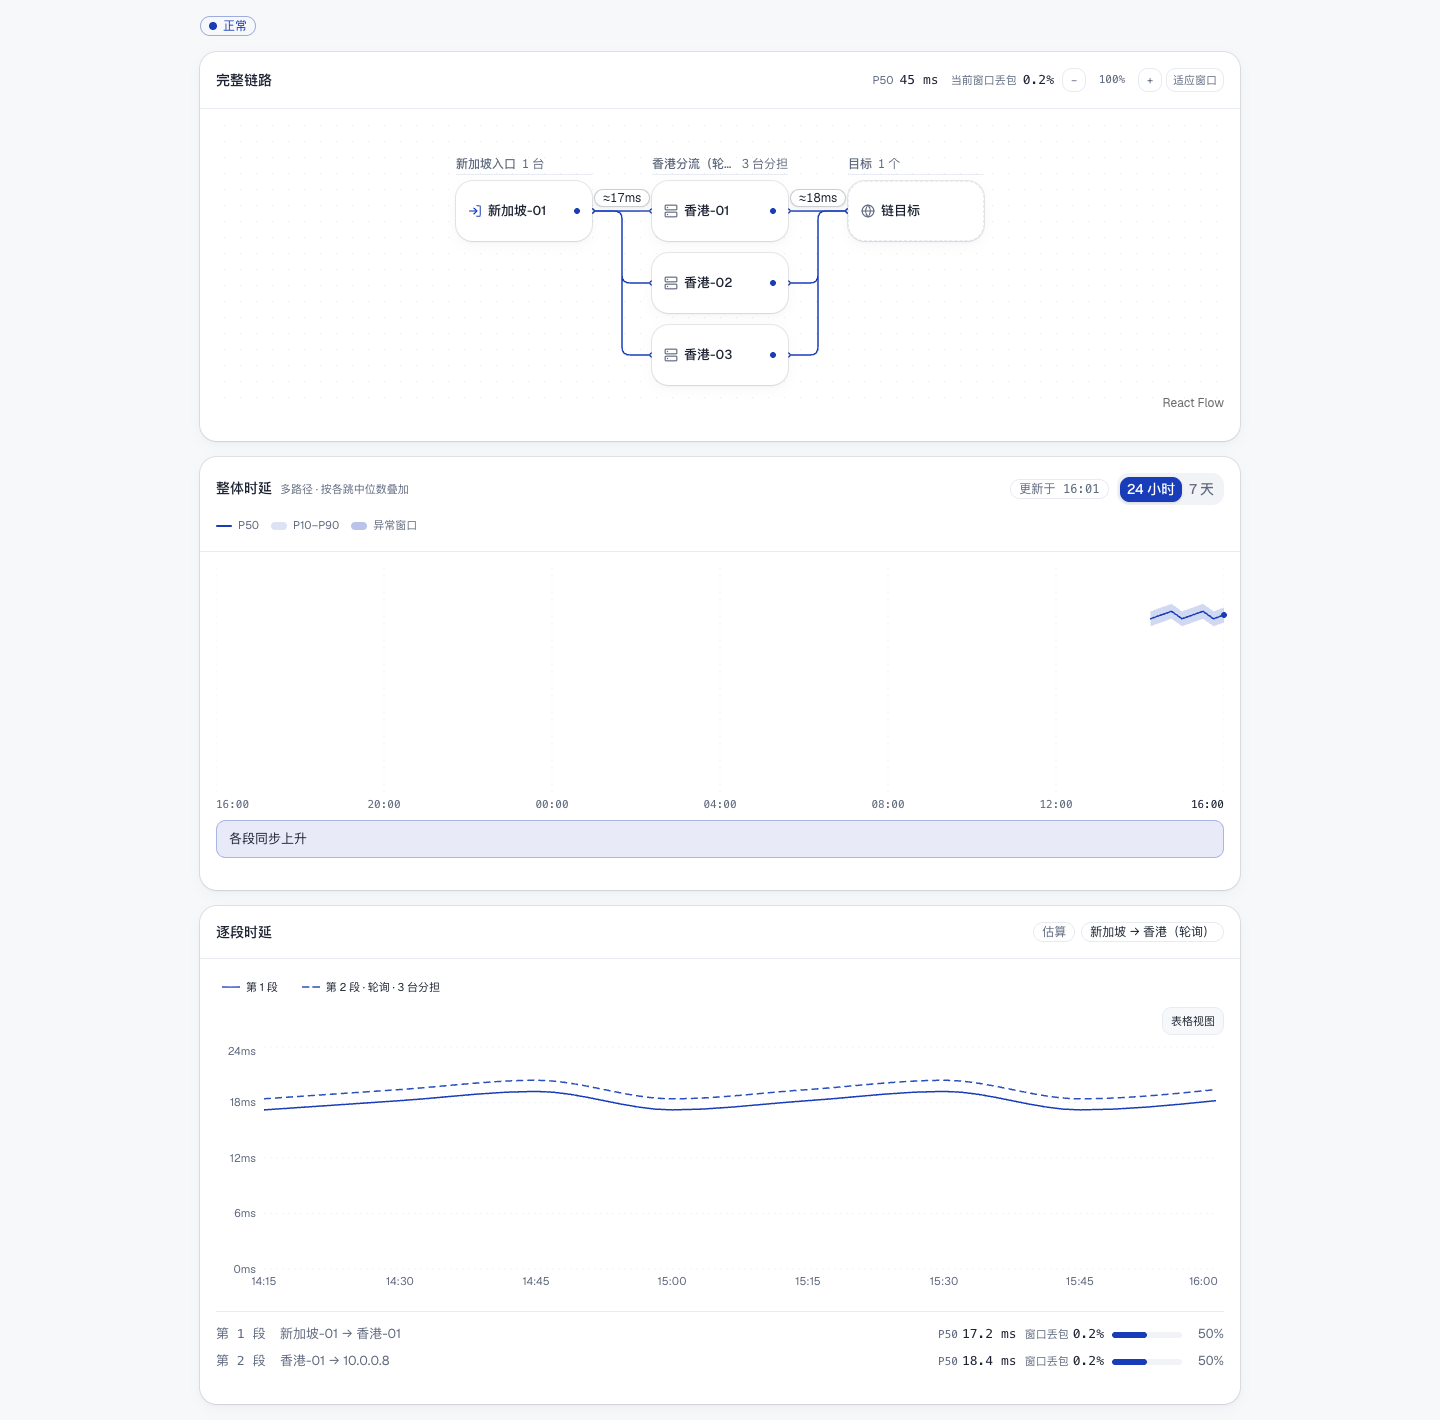 正常
完整链路
P50 45 ms 当前窗口丢包 0.2% − 100% + 适应窗口
新加坡入口 1 台 香港分流（轮... 3 台分担 目标 1 个
新加坡-01 ≈17ms 香港-01 ≈18ms 链目标
香港-02
香港-03
React Flow
整体时延 多路径 · 按各跳中位数叠加 更新于 16:01 24 小时 7 天
P50 P10–P90 异常窗口
16:00 20:00 00:00 04:00 08:00 12:00 16:00
各段同步上升
逐段时延 估算 新加坡 → 香港（轮询）
第 1 段 第 2 段 · 轮询 · 3 台分担
表格视图
24ms
18ms
12ms
6ms
0ms
14:15 14:30 14:45 15:00 15:15 15:30 15:45 16:00
第 1 段 新加坡-01 → 香港-01 P50 17.2 ms 窗口丢包 0.2% 50%
第 2 段 香港-01 → 10.0.0.8 P50 18.4 ms 窗口丢包 0.2% 50%